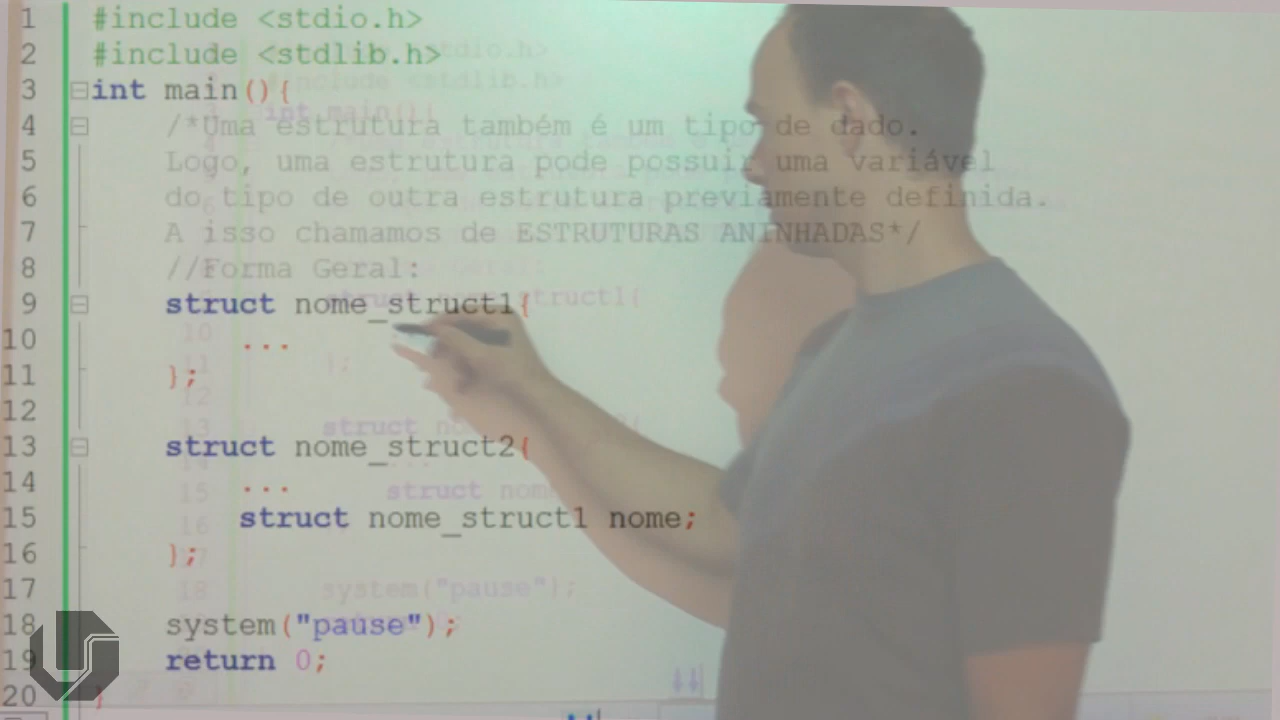 1 #include <stdio.h>
2 #include <stdlib.h>
3 int main(){
4 /*Uma estrutura também é um tipo de dado.
5 Logo, uma estrutura pode possuir uma variável
6 do tipo de outra estrutura previamente definida.
7 A isso chamamos de ESTRUTURAS ANINHADAS*/
8 //Forma Geral:
9 struct nome_struct1{
10 ...
11 };
12
13 struct nome_struct2{
14 ...
15 struct nome_struct1 nome;
16 };
17
18 system("pause");
19 return 0;
20 }